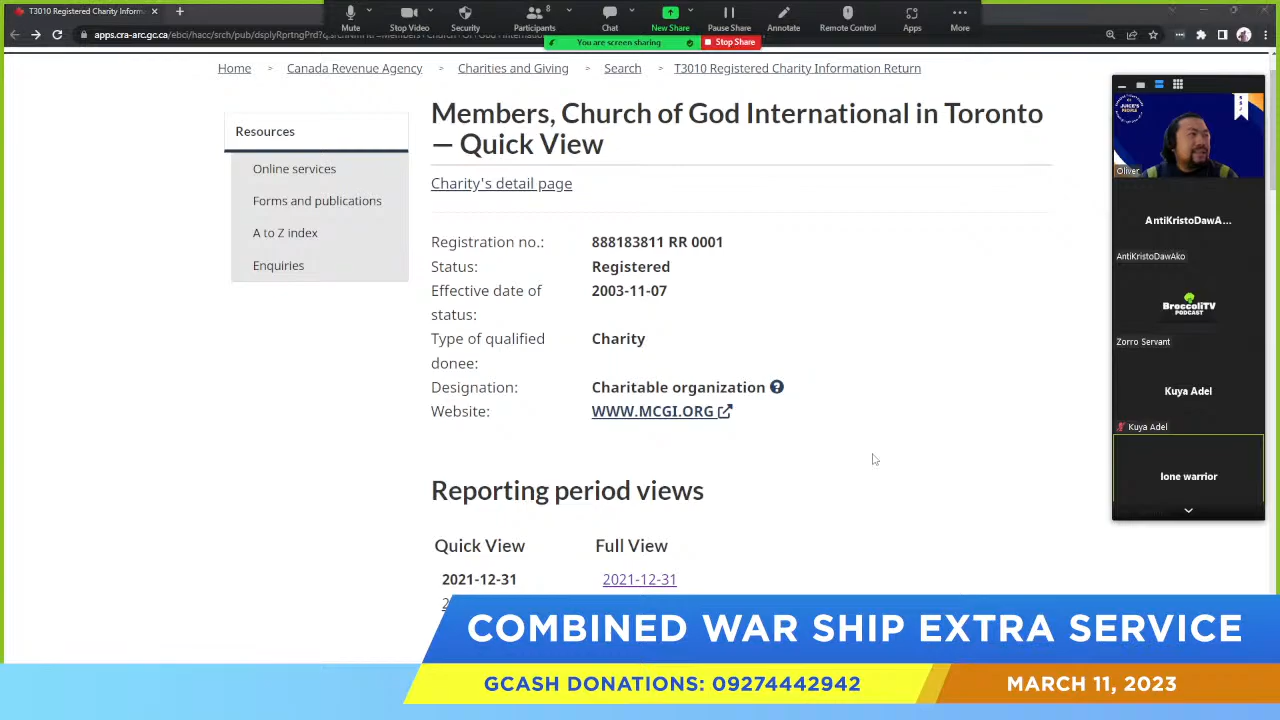 T3010 Registered Charity Inform
Mute
Stop Video
Security
Participants
8
Chat
New Share
Pause Share
Annotate
Remote Control
Apps
More
You are screen sharing
Stop Share
Home > Canada Revenue Agency > Charities and Giving > Search > T3010 Registered Charity Information Return
Resources
Online services
Forms and publications
A to Z index
Enquiries
Members, Church of God International in Toronto
— Quick View
Charity's detail page
Registration no.: 888183811 RR 0001
Status: Registered
Effective date of 2003-11-07
status:
Type of qualified Charity
donee:
Designation: Charitable organization
Website: WWW.MCGI.ORG
Reporting period views
Quick View Full View
2021-12-31 2021-12-31
Oliver
AntiKristoDawA...
AntiKristoDawAko
BroccoliTV
PODCAST
Zorro Servant
Kuya Adel
Kuya Adel
lone warrior
COMBINED WAR SHIP EXTRA SERVICE
GCASH DONATIONS: 09274442942
MARCH 11, 2023